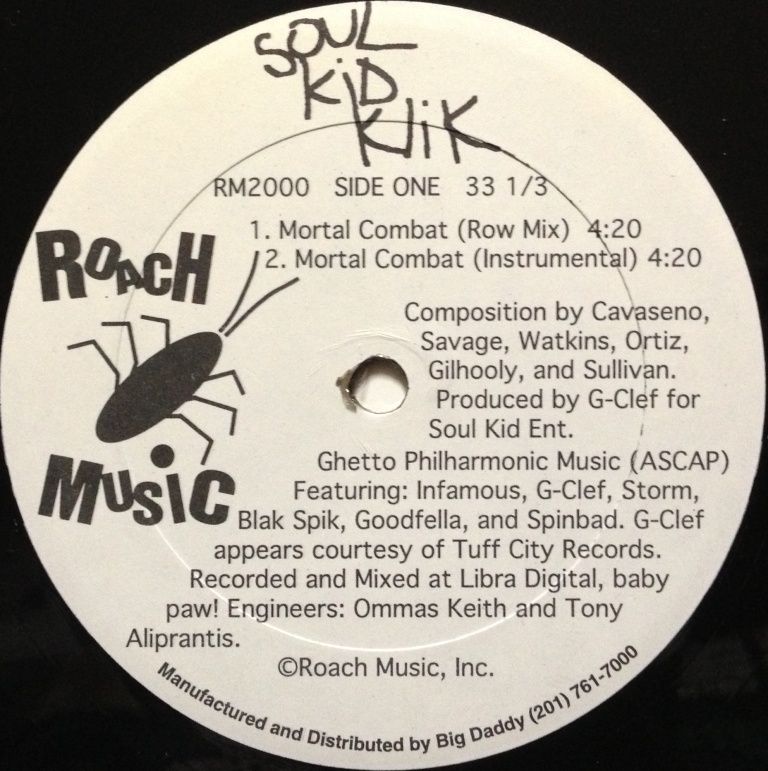 SOUL
KiD
KliK
RM2000 SIDE ONE 33 1/3
1. Mortal Combat (Row Mix) 4:20
2. Mortal Combat (Instrumental) 4:20
ROACH
MUSiC
Composition by Cavaseno,
Savage, Watkins, Ortiz,
Gilhooly, and Sullivan.
Produced by G-Clef for
Soul Kid Ent.
Ghetto Philharmonic Music (ASCAP)
Featuring: Infamous, G-Clef, Storm,
Blak Spik, Goodfella, and Spinbad. G-Clef
appears courtesy of Tuff City Records.
Recorded and Mixed at Libra Digital, baby
paw! Engineers: Ommas Keith and Tony
Aliprantis.
©Roach Music, Inc.
Manufactured and Distributed by Big Daddy (201) 761-7000